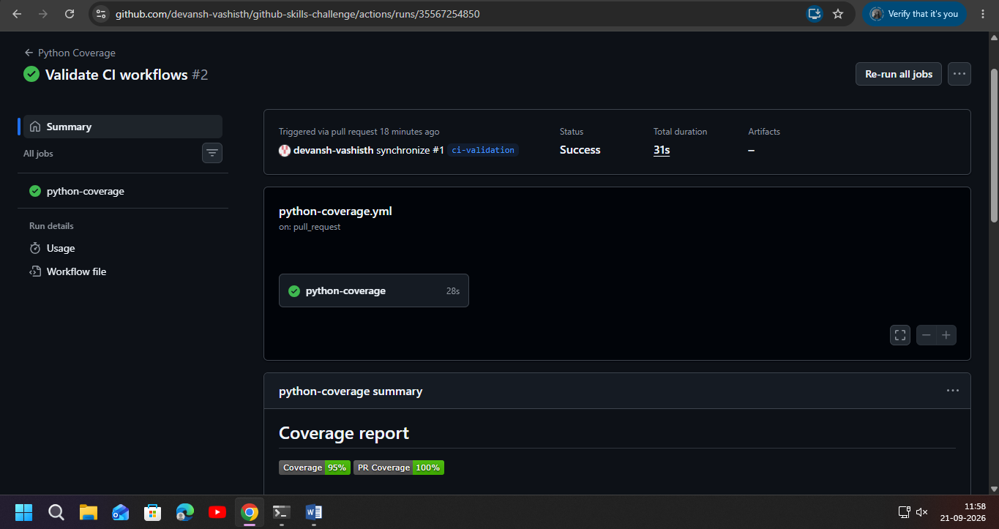 github.com/devansh-vashisth/github-skills-challenge/actions/runs/35567254850
Verify that it's you
Python Coverage
Validate CI workflows #2
Re-run all jobs
Summary
All jobs
python-coverage
Run details
Usage
Workflow file
Triggered via pull request 18 minutes ago
devansh-vashisth synchronize #1 ci-validation
Status
Success
Total duration
31s
Artifacts
–
python-coverage.yml
on: pull_request
python-coverage 28s
python-coverage summary
Coverage report
Coverage 95% PR Coverage 100%
11:58
21-09-2026